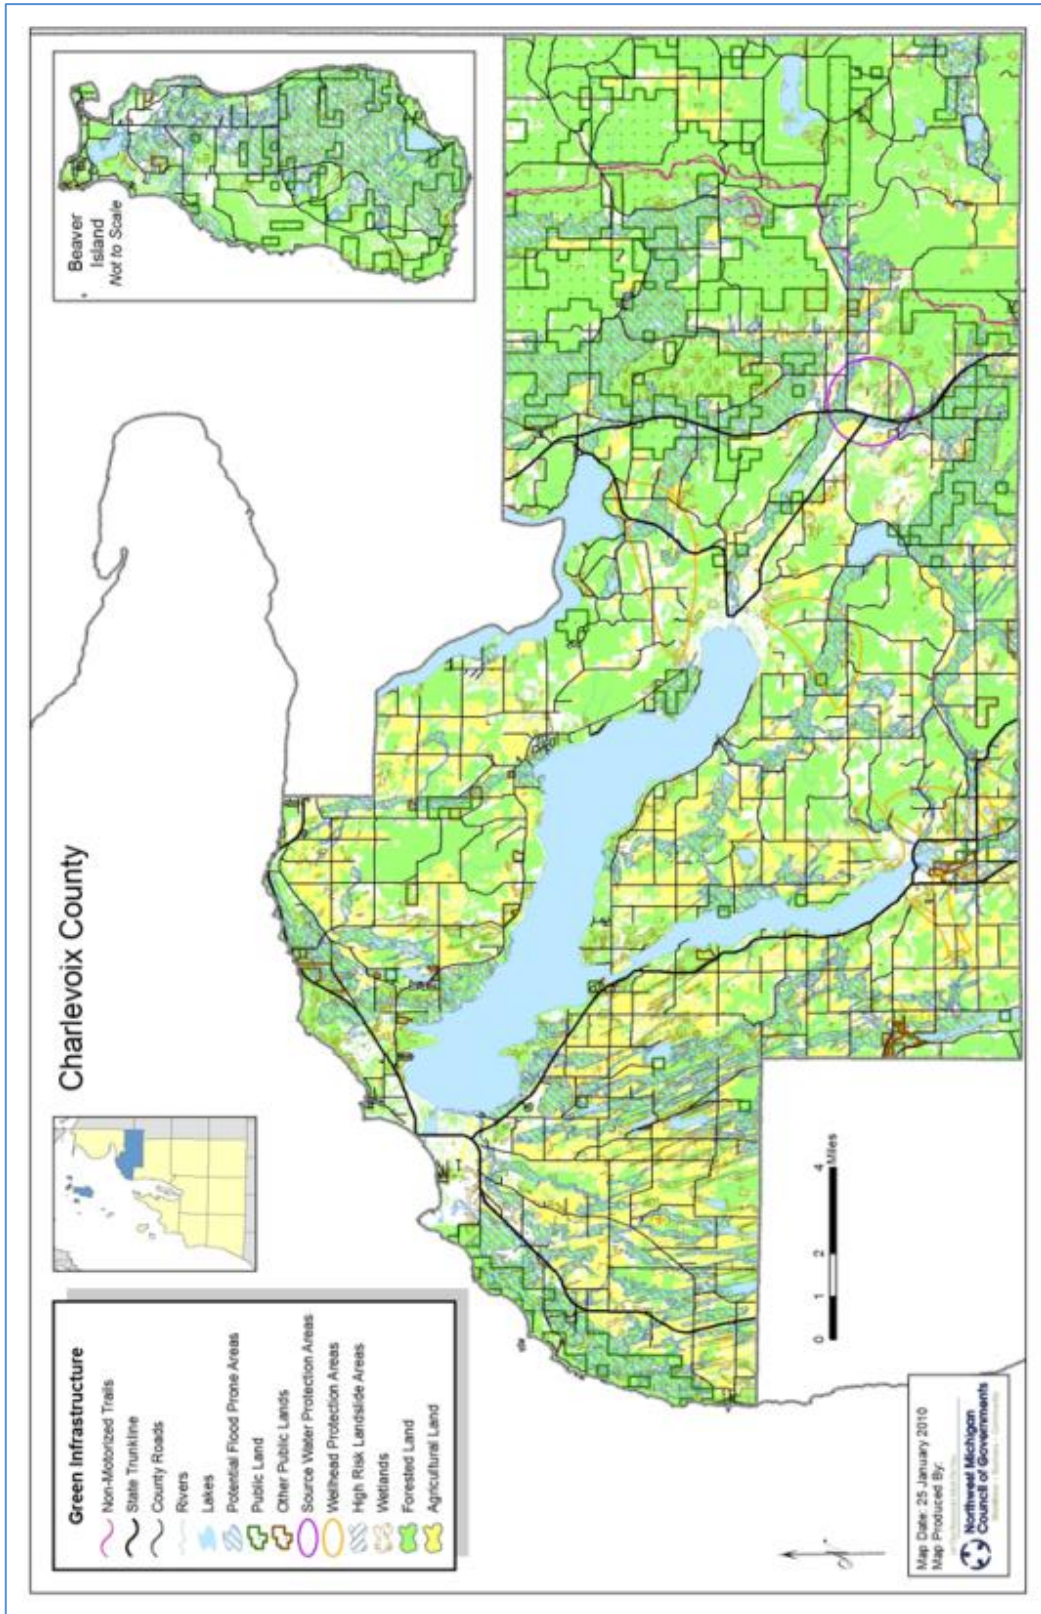 Charlevoix County
Beaver
Island
Not to Scale
Green Infrastructure
Non-Motorized Trails
State Trunkline
County Roads
Rivers
Lakes
Potential Flood Prone Areas
Public Land
Other Public Lands
Source Water Protection Areas
Wellhead Protection Areas
High Risk Landslide Areas
Wetlands
Forested Land
Agricultural Land
0 1 2 4
Miles
Map Date: 25 January 2010
Map Produced By:
Northwest Michigan
Council of Governments